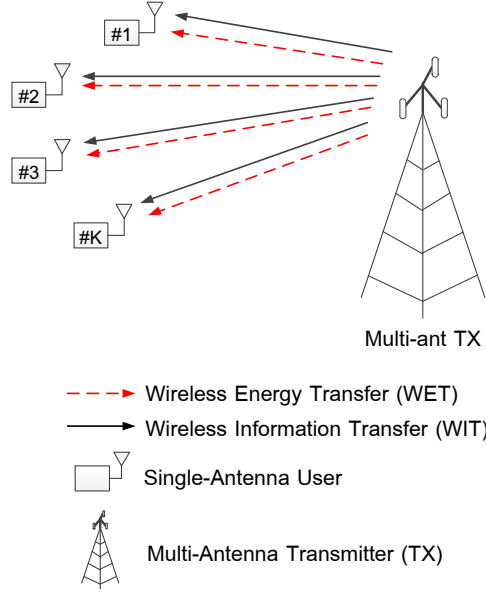 #1
#2
#3
#K
Multi-ant TX
Wireless Energy Transfer (WET)
Wireless Information Transfer (WIT)
Single-Antenna User
Multi-Antenna Transmitter (TX)